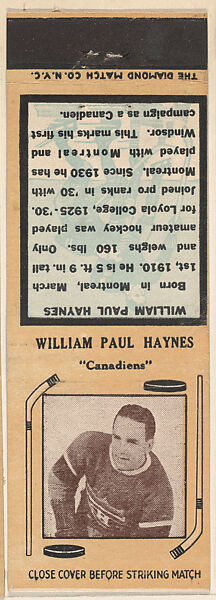 WILLIAM PAUL HAYNES
Born in Montreal, March
1st, 1910. He is 5 ft. 9 in. tall
and weighs 160 lbs. Only
amateur hockey was played
for Loyola College, 1925-'30.
Joined pro ranks in '30 with
Montreal. Since 1930 he has
played with Montreal and
Windsor. This marks his first
campaign as a Canadien.
THE DIAMOND MATCH CO. N.Y.C.
WILLIAM PAUL HAYNES
"Canadiens"
H
CLOSE COVER BEFORE STRIKING MATCH